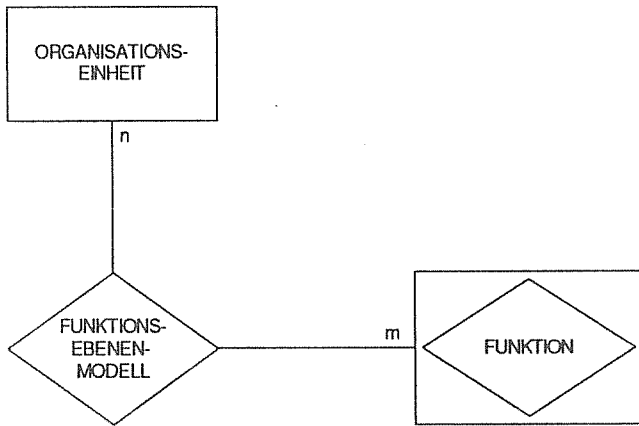 ORGANISATIONS-
EINHEIT
n
FUNKTIONS-
EBENEN-
MODELL
m
FUNKTION